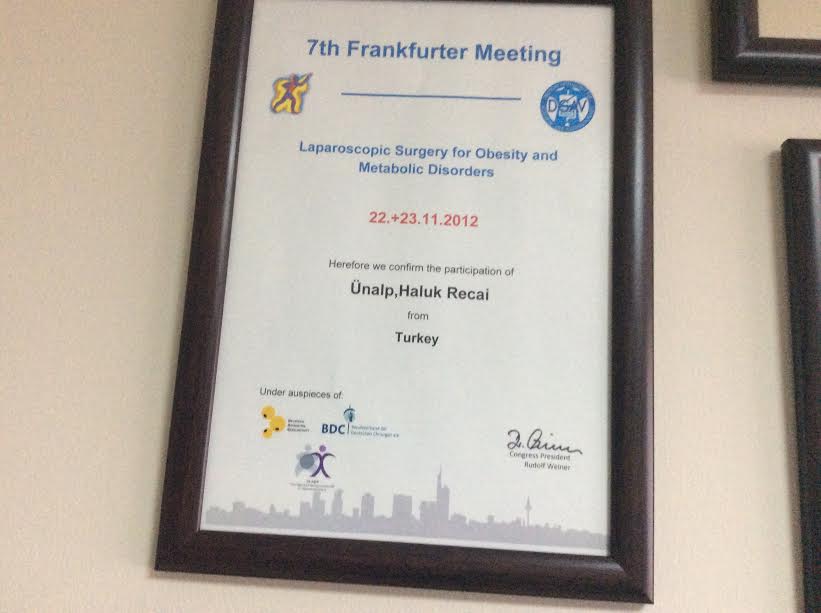 7th Frankfurter Meeting
DSAV
Laparoscopic Surgery for Obesity and
Metabolic Disorders
22.+23.11.2012
Herefore we confirm the participation of
Ünalp,Haluk Recai
from
Turkey
Under auspieces of:
BDC
Congress President
Rudolf Weiner